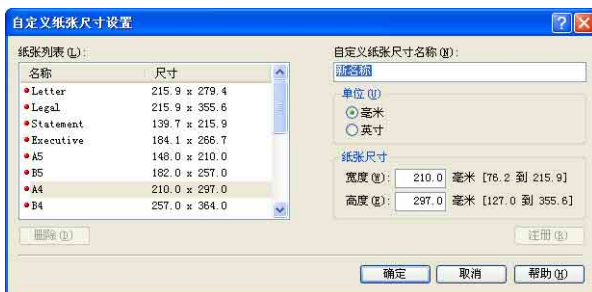 自定义纸张尺寸设置
纸张列表(L):
名称 尺寸
Letter 215.9 x 279.4
Legal 215.9 x 355.6
Statement 139.7 x 215.9
Executive 184.1 x 266.7
A5 148.0 x 210.0
B5 182.0 x 257.0
A4 210.0 x 297.0
B4 257.0 x 364.0
删除(D)
自定义纸张尺寸名称(N):
新名称
单位(U)
毫米
英寸
纸张尺寸
宽度(W): 210.0 毫米 [76.2 到 215.9]
高度(E): 297.0 毫米 [127.0 到 355.6]
注册(R)
确定 取消 帮助(H)